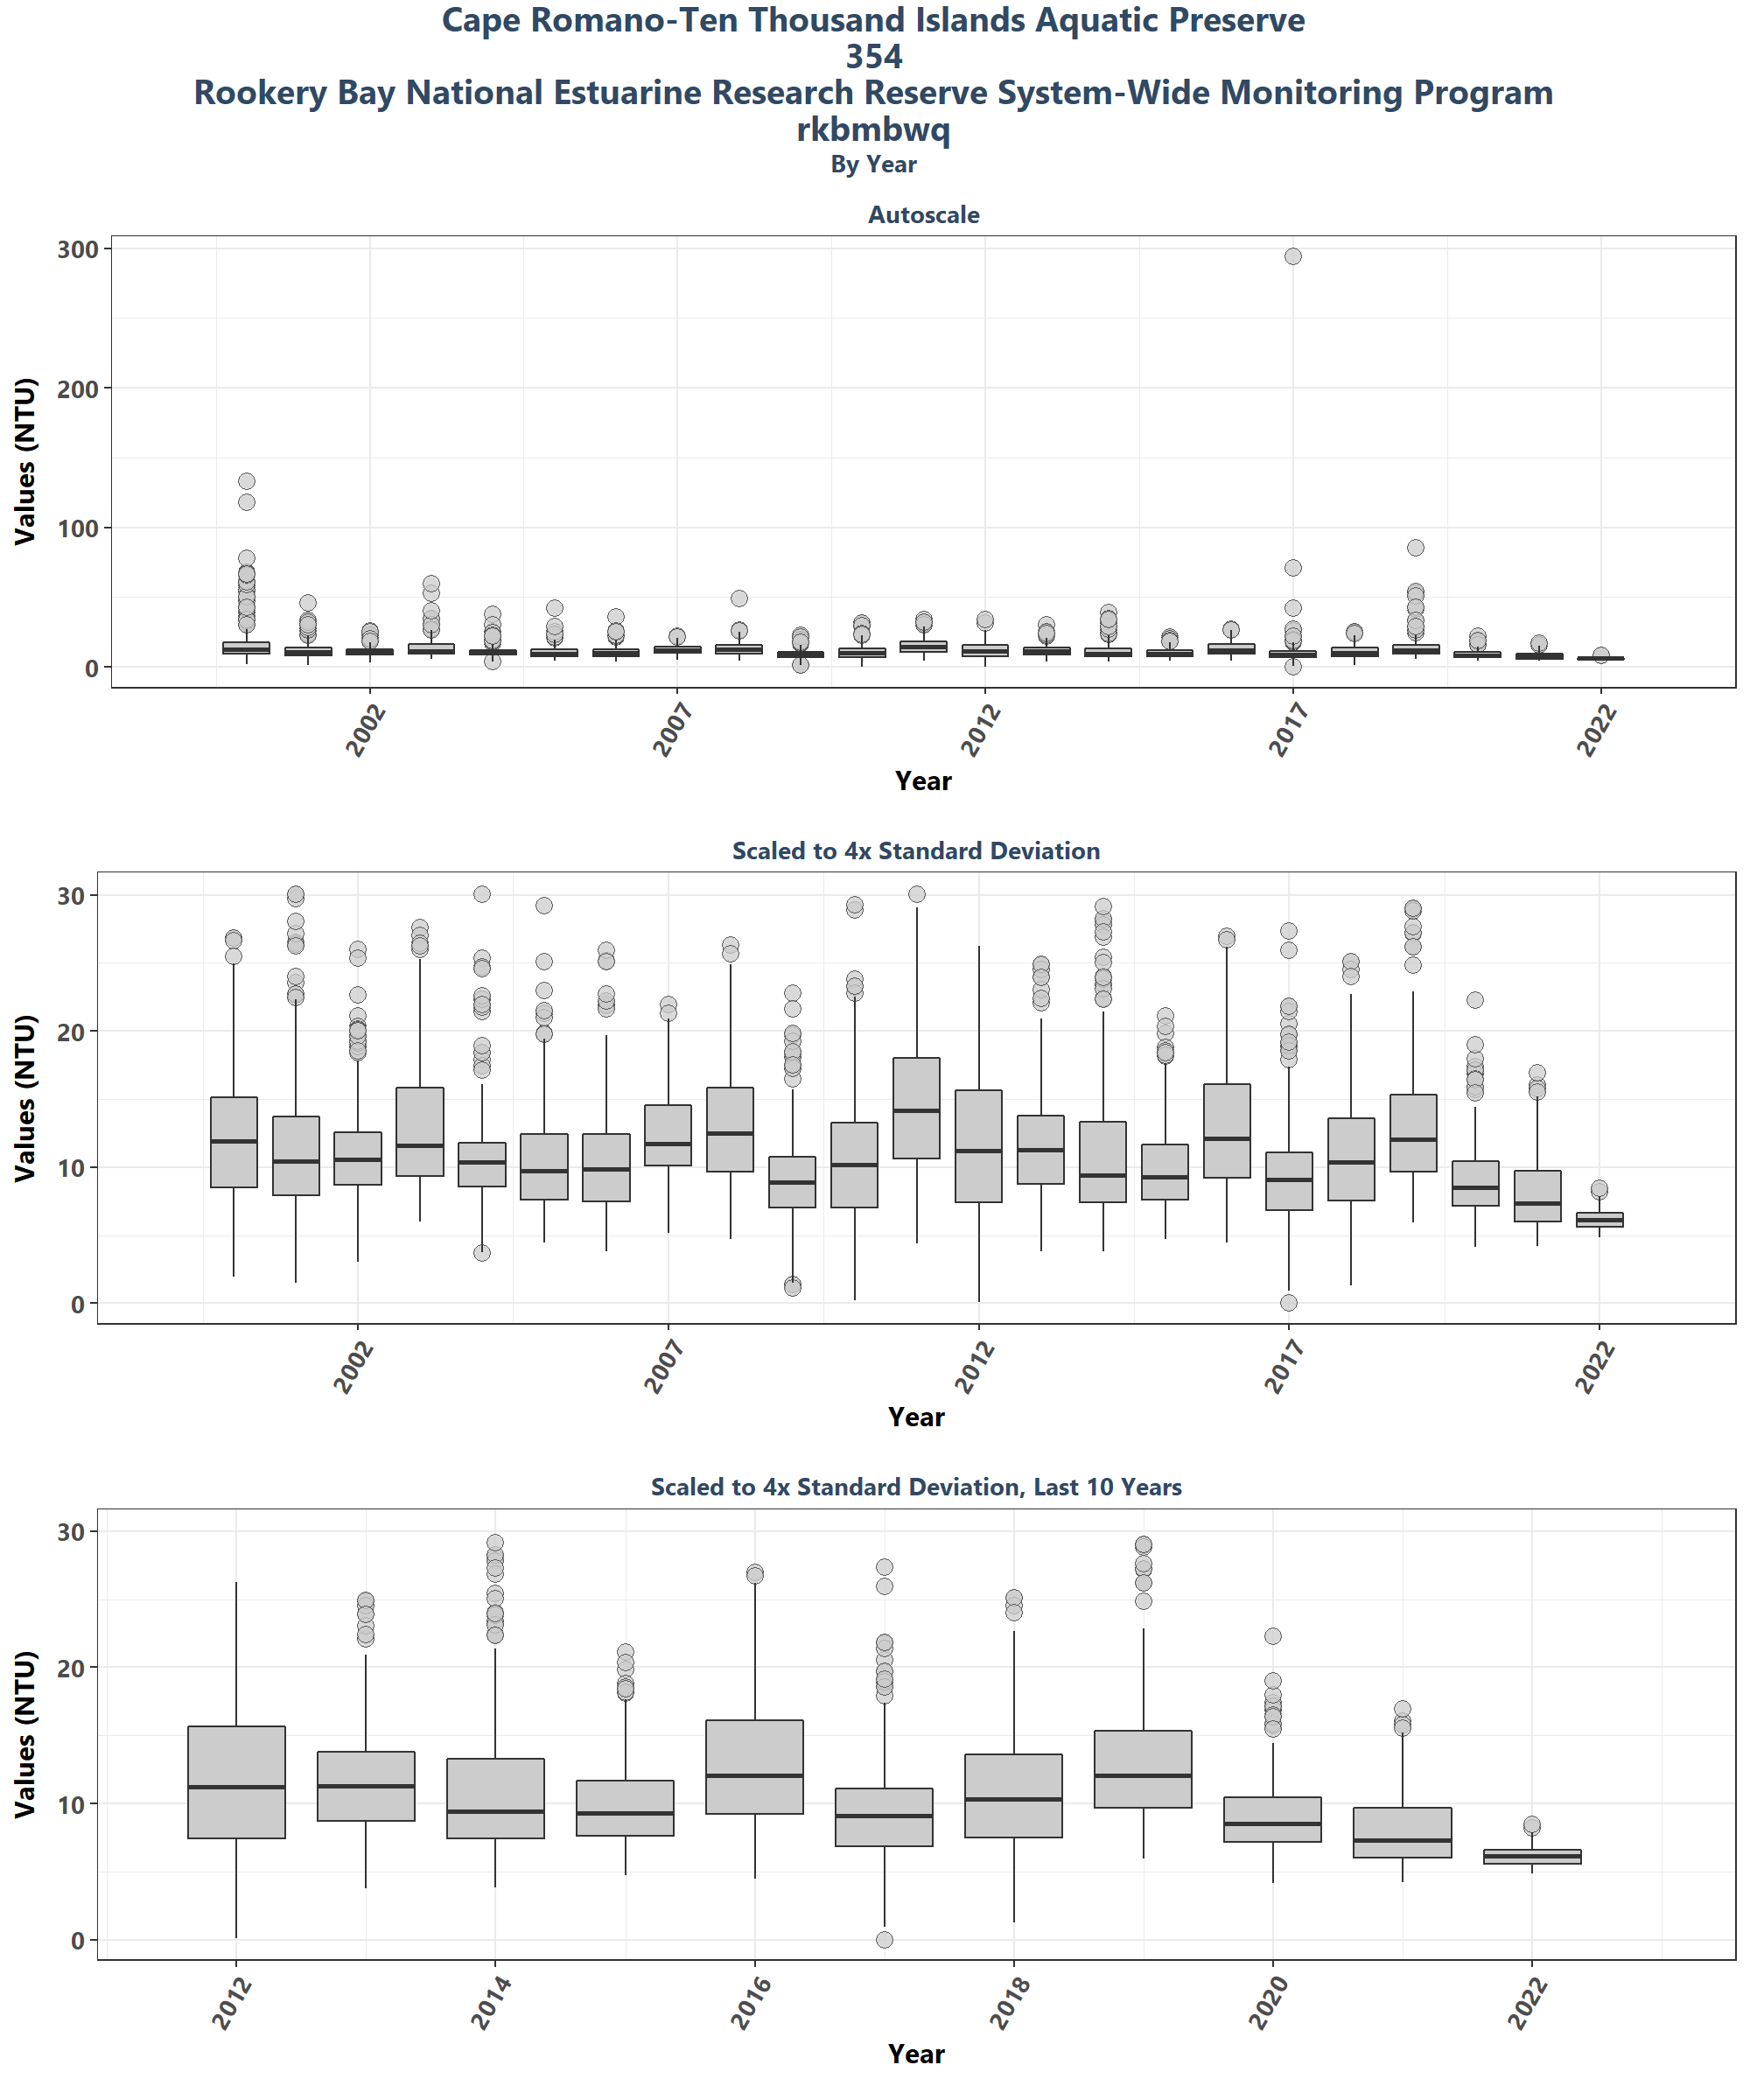 Cape Romano-Ten Thousand Islands Aquatic Preserve
354
Rookery Bay National Estuarine Research Reserve System-Wide Monitoring Program
rkbmbwq
By Year
Autoscale
Values (NTU)
300
200
100
0
2002
2007
2012
2017
2022
Year
Scaled to 4x Standard Deviation
Values (NTU)
30
20
10
0
2002
2007
2012
2017
2022
Year
Scaled to 4x Standard Deviation, Last 10 Years
Values (NTU)
30
20
10
0
2012
2014
2016
2018
2020
2022
Year